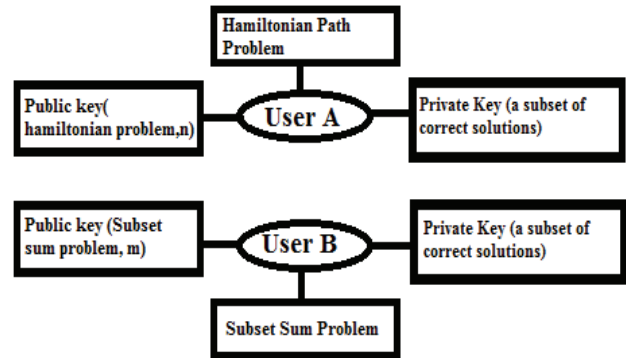 Hamiltonian Path
Problem
Public key(
hamiltonian problem,n)
User A
Private Key (a subset of
correct solutions)
Public key (Subset
sum problem, m)
User B
Private Key (a subset of
correct solutions)
Subset Sum Problem